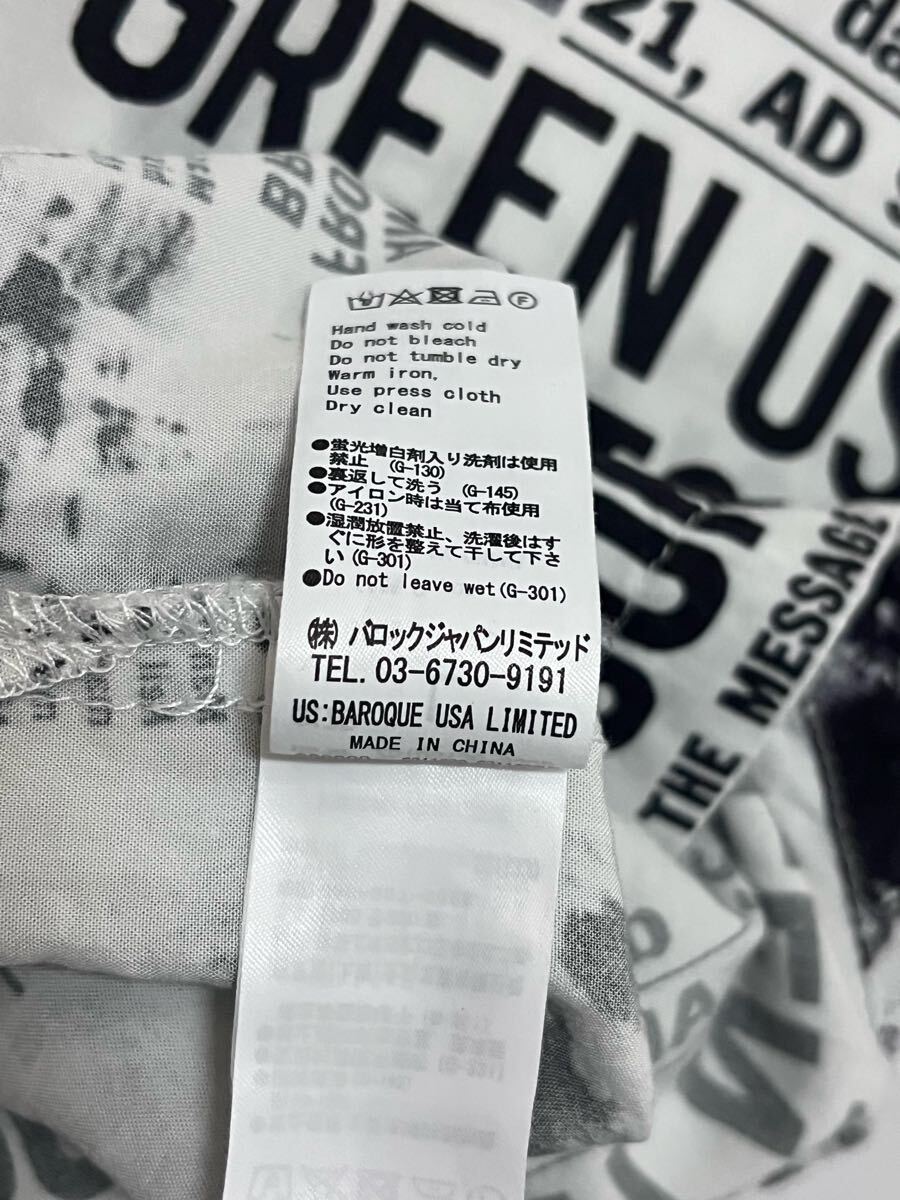 21, AD
da
GREEN US
THE MESSAGE
Hand wash cold
Do not bleach
Do not tumble dry
Warm iron.
Use press cloth
Dry clean
●蛍光増白剤入り洗剤は使用
禁止 (G-130)
●裏返して洗う (G-145)
●アイロン時は当て布使用
(G-231)
●湿潤放置禁止、洗濯後はす
ぐに形を整えて干して下さ
い(G-301)
●Do not leave wet(G-301)
㈱ バロックジャパンリミテッド
TEL. 03-6730-9191
US:BAROQUE USA LIMITED
MADE IN CHINA